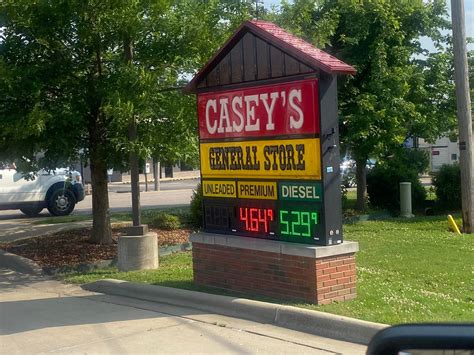 CASEY'S
GENERAL STORE
UNLEADED PREMIUM DIESEL
4.64⁹ 5.29⁹